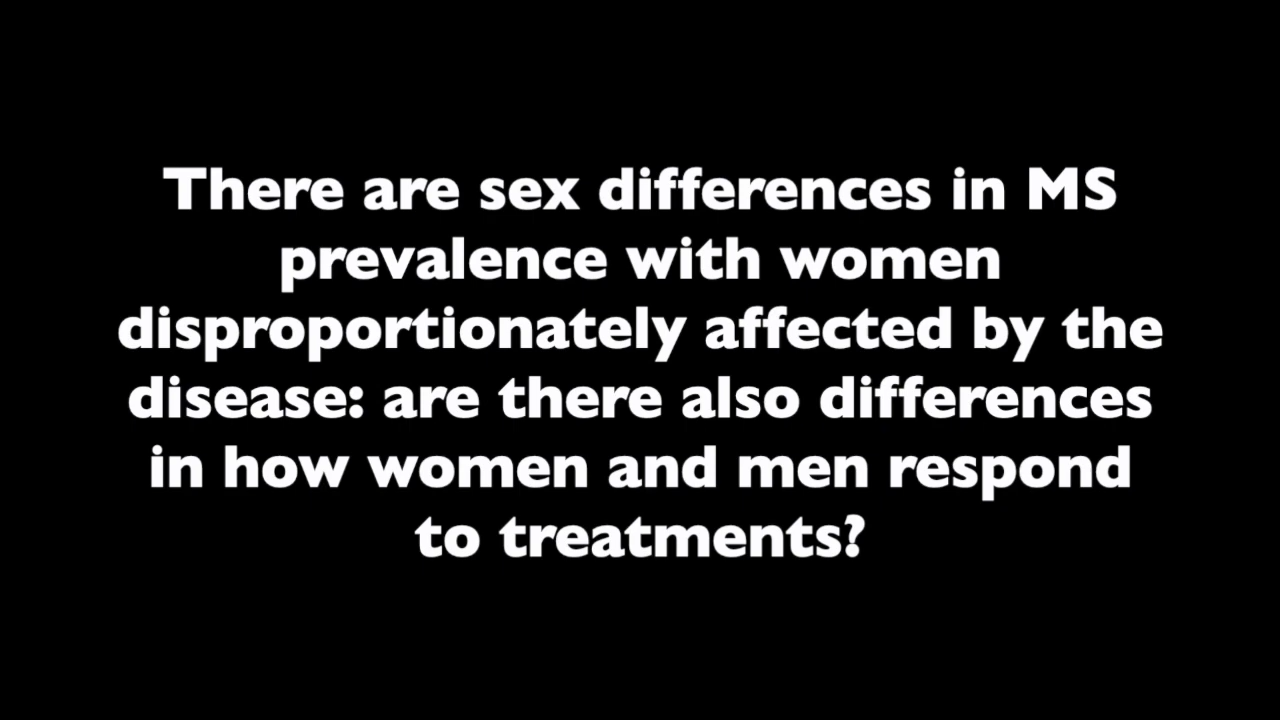 There are sex differences in MS
prevalence with women
disproportionately affected by the
disease: are there also differences
in how women and men respond
to treatments?